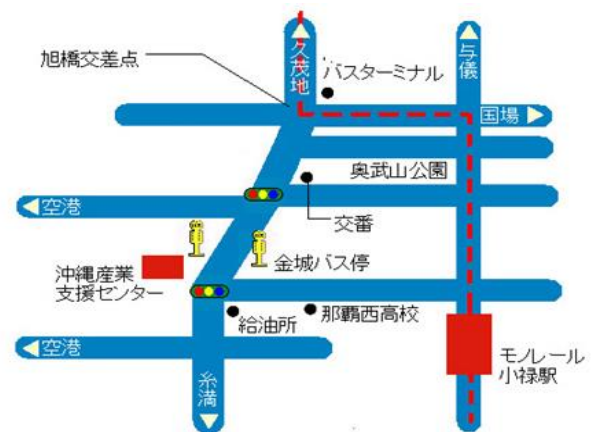 久茂地
与儀
旭橋交差点
バスターミナル
国場
奥武山公園
空港
交番
金城バス停
沖縄産業
支援センター
給油所
那覇西高校
空港
モノレール
小禄駅
糸満